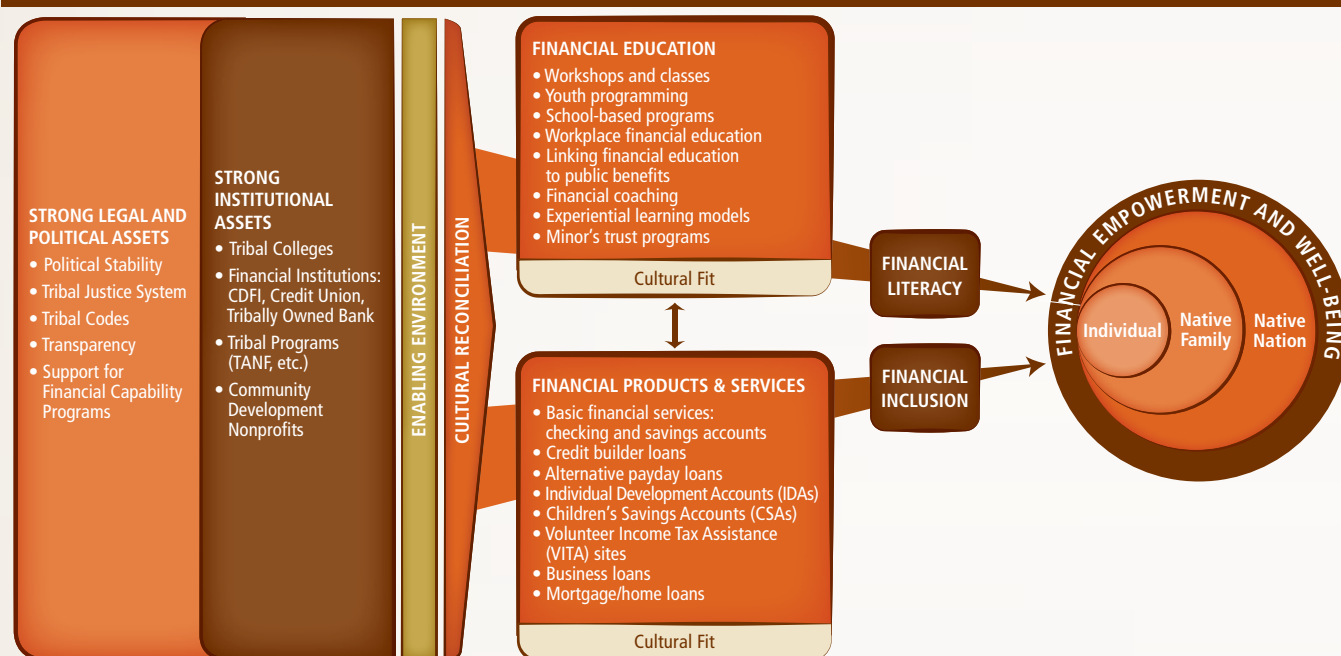 STRONG LEGAL AND
POLITICAL ASSETS
• Political Stability
• Tribal Justice System
• Tribal Codes
• Transparency
• Support for
Financial Capability
Programs
STRONG
INSTITUTIONAL
ASSETS
• Tribal Colleges
• Financial Institutions:
CDFI, Credit Union,
Tribally Owned Bank
• Tribal Programs
(TANF, etc.)
• Community
Development
Nonprofits
ENABLING ENVIRONMENT
CULTURAL RECONCILIATION
FINANCIAL EDUCATION
• Workshops and classes
• Youth programming
• School-based programs
• Workplace financial education
• Linking financial education
to public benefits
• Financial coaching
• Experiential learning models
• Minor's trust programs
Cultural Fit
FINANCIAL PRODUCTS & SERVICES
• Basic financial services:
checking and savings accounts
• Credit builder loans
• Alternative payday loans
• Individual Development Accounts (IDAs)
• Children's Savings Accounts (CSAs)
• Volunteer Income Tax Assistance
(VITA) sites
• Business loans
• Mortgage/home loans
Cultural Fit
FINANCIAL
LITERACY
FINANCIAL
INCLUSION
FINANCIAL EMPOWERMENT AND WELL-BEING
Individual
Native
Family
Native
Nation